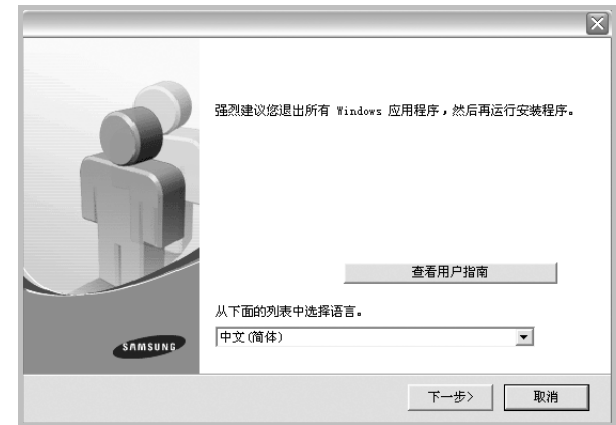 强烈建议您退出所有 Windows 应用程序，然后再运行安装程序。
查看用户指南
从下面的列表中选择语言。
中文(简体)
SAMSUNG
下一步>
取消